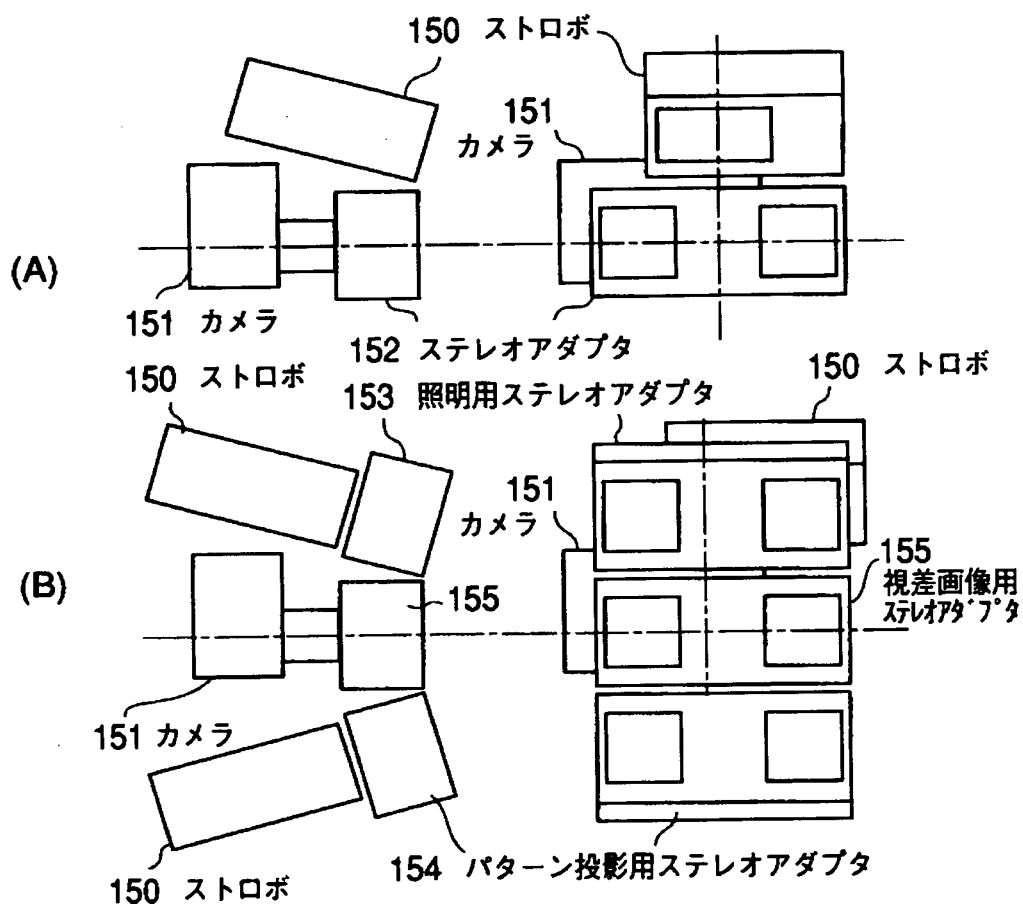 150 ストロボ
151
カメラ
(A)
151 カメラ
152 ステレオアダプタ
150 ストロボ
153 照明用ステレオアダプタ
150 ストロボ
151
カメラ
155
視差画像用
ステレオアダプタ
(B)
155
151 カメラ
154 パターン投影用ステレオアダプタ
150 ストロボ